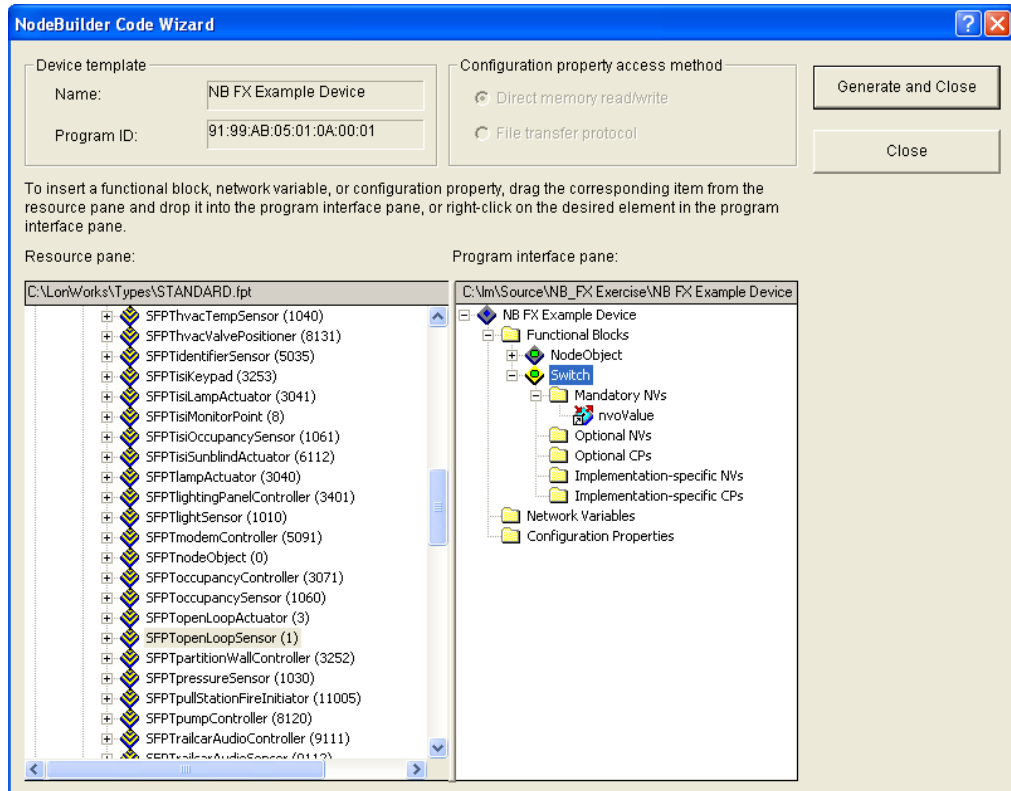 NodeBuilder Code Wizard
Device template
Name:
NB FX Example Device
Program ID:
91:99:AB:05:01:0A:00:01
Configuration property access method
Direct memory read/write
File transfer protocol
Generate and Close
Close
To insert a functional block, network variable, or configuration property, drag the corresponding item from the
resource pane and drop it into the program interface pane, or right-click on the desired element in the program
interface pane.
Resource pane:
C:\LonWorks\Types\STANDARD.fpt
SFPThvacTempSensor (1040)
SFPThvacValvePositioner (8131)
SFPTidentifierSensor (5035)
SFPTisiKeypad (3253)
SFPTisiLampActuator (3041)
SFPTisiMonitorPoint (8)
SFPTisiOccupancySensor (1061)
SFPTisiSunblindActuator (6112)
SFPTlampActuator (3040)
SFPTlightingPanelController (3401)
SFPTlightSensor (1010)
SFPTmodemController (5091)
SFPTnodeObject (0)
SFPToccupancyController (3071)
SFPToccupancySensor (1060)
SFPTopenLoopActuator (3)
SFPTopenLoopSensor (1)
SFPTpartitionWallController (3252)
SFPTpressureSensor (1030)
SFPTpullStationFireInitiator (11005)
SFPTpumpController (8120)
SFPTrailcarAudioController (9111)
SFPTrailcarAudioSensor (9112)
Program interface pane:
C:\lm\Source\NB_FX Exercise\NB FX Example Device
NB FX Example Device
Functional Blocks
NodeObject
Switch
Mandatory NVs
nvoValue
Optional NVs
Optional CPs
Implementation-specific NVs
Implementation-specific CPs
Network Variables
Configuration Properties